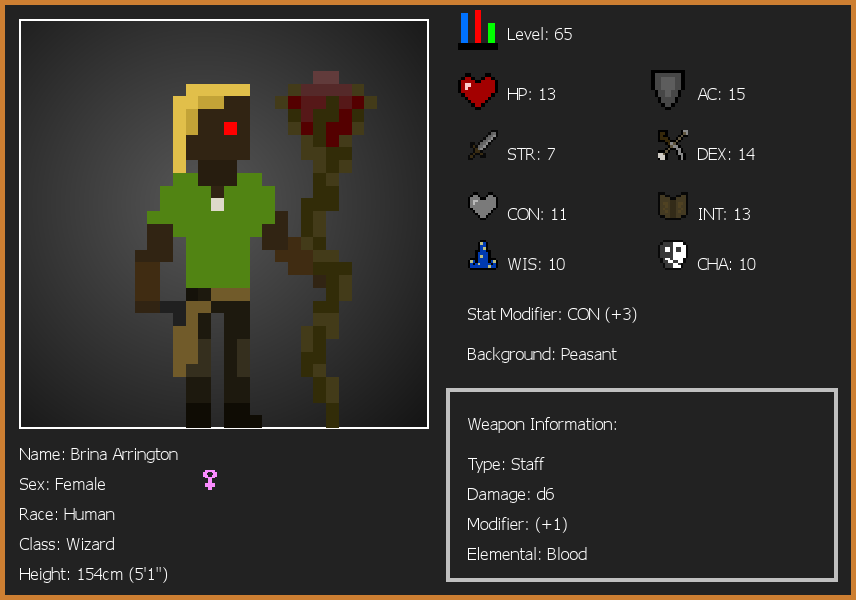 Level: 65
HP: 13
AC: 15
STR: 7
DEX: 14
CON: 11
INT: 13
WIS: 10
CHA: 10
Stat Modifier: CON (+3)
Background: Peasant
Weapon Information:
Type: Staff
Damage: d6
Modifier: (+1)
Elemental: Blood
Name: Brina Arrington
Sex: Female
Race: Human
Class: Wizard
Height: 154cm (5'1")